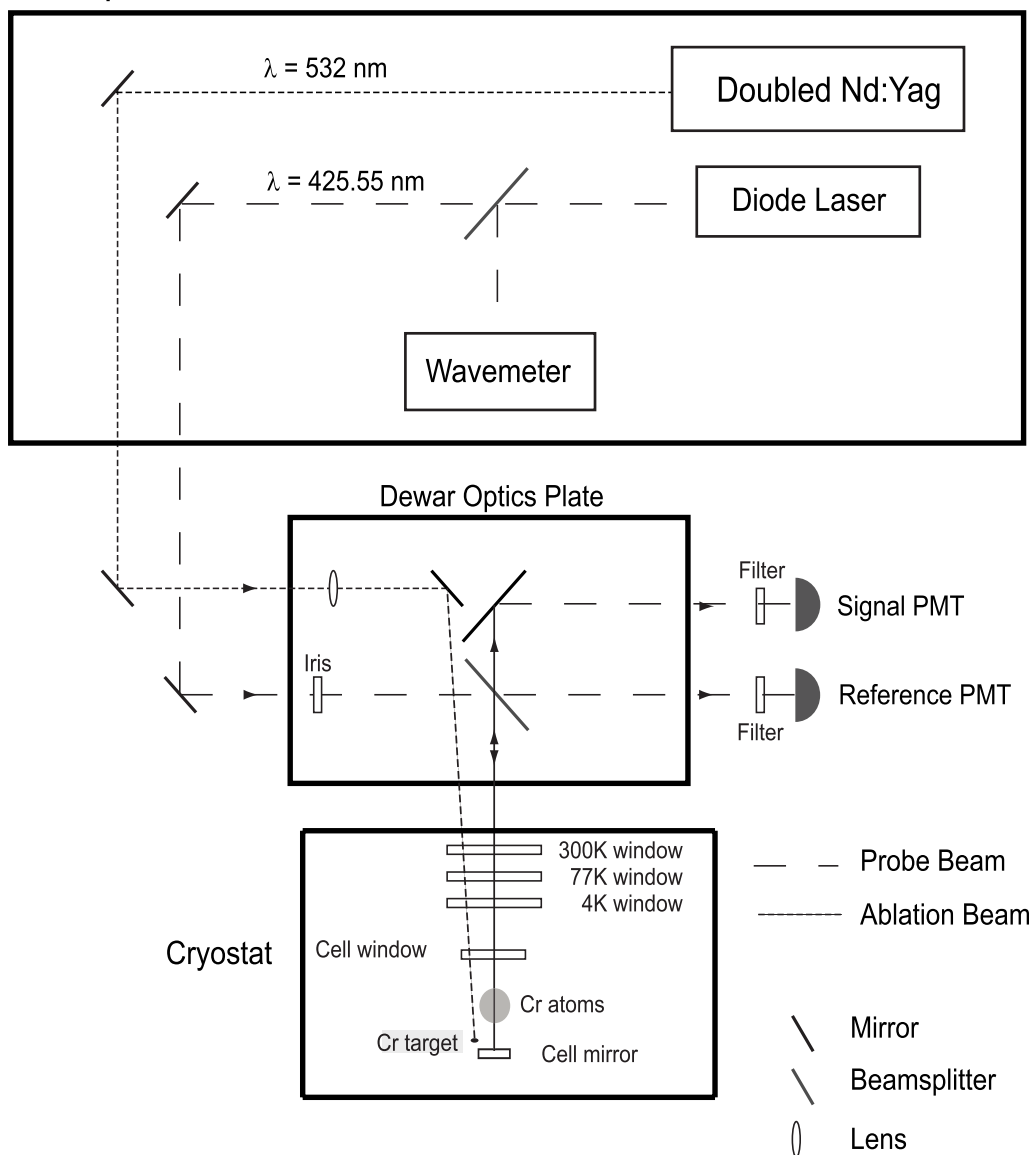 λ = 532 nm
Doubled Nd:Yag
λ = 425.55 nm
Diode Laser
Wavemeter
Dewar Optics Plate
Filter
Signal PMT
Iris
Reference PMT
Filter
300K window
77K window
4K window
Probe Beam
Ablation Beam
Cryostat
Cell window
Cr atoms
Cr target
Cell mirror
Mirror
Beamsplitter
Lens